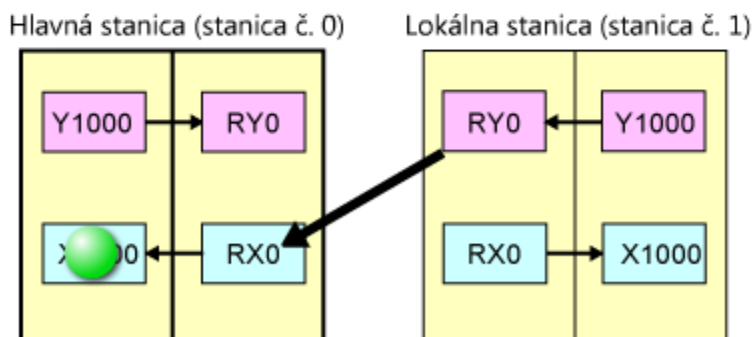 Hlavná stanica (stanica č. 0) Lokálna stanica (stanica č. 1)
Y1000 RY0 RY0 Y1000
RX0 RX0 X1000